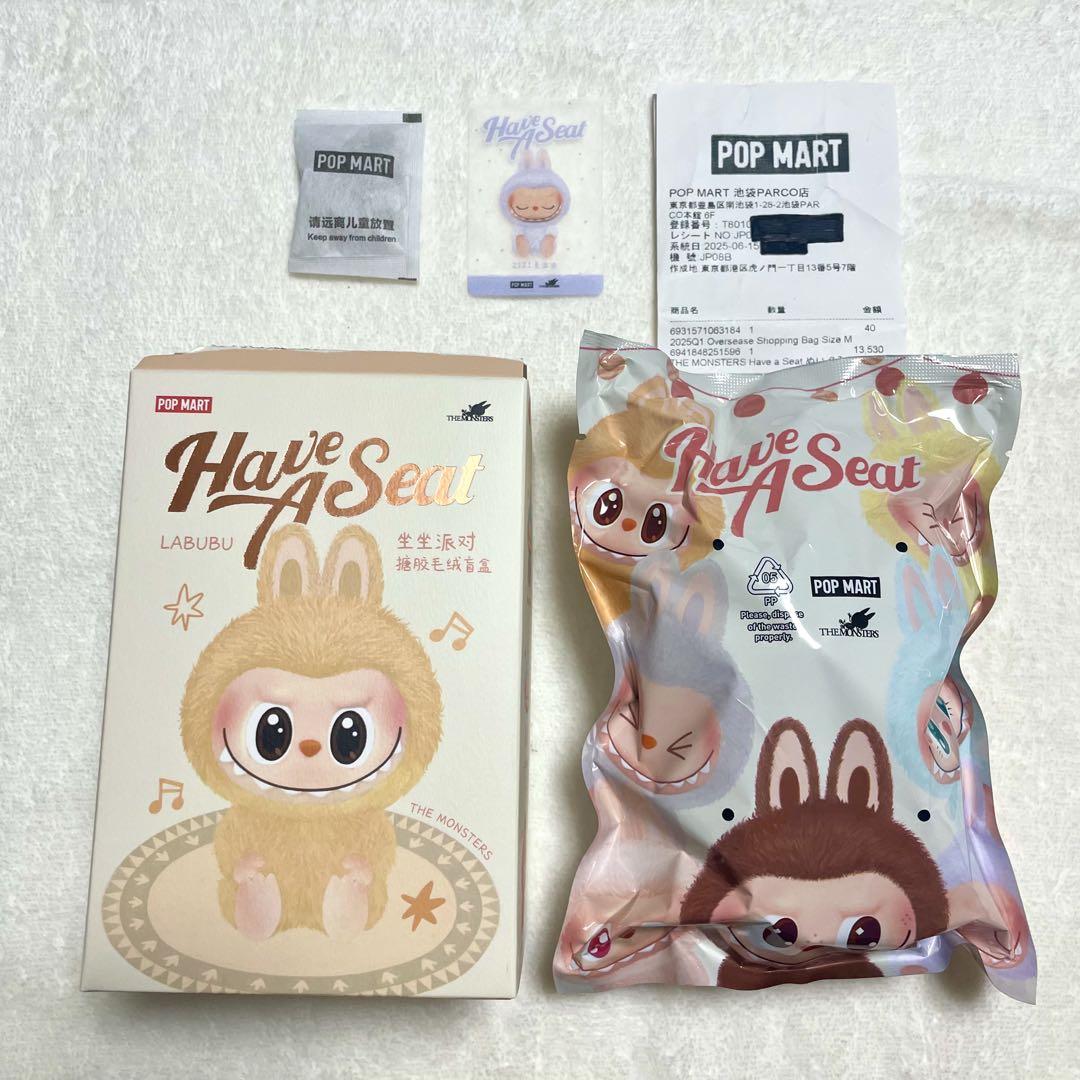 POP MART
请远离儿童放置
Keep away from children
Have
A Seat
POP MART
POP MART
POP MART 池袋PARCO店
東京都豊島区南池袋1-28-2池袋PAR
CO本館 6F
登録番号：T8010
レシート NO JP0
系統日 2025-06-15
機 號 JP08B
作成地 東京都港区虎ノ門一丁目13番5号7階
商品名 数量 金額
6931571063184 1 40
2025Q1 Oversease Shopping Bag Size M
6941848251596 1 13,530
THE MONSTERS Have a Seat ぬいぐ
POP MART
THE MONSTERS
Have
A Seat
LABUBU
坐坐派对
搪胶毛绒盲盒
THE MONSTERS
Have
A Seat
05
PP
Please, dispose
of the waste
properly.
POP MART
THE MONSTERS